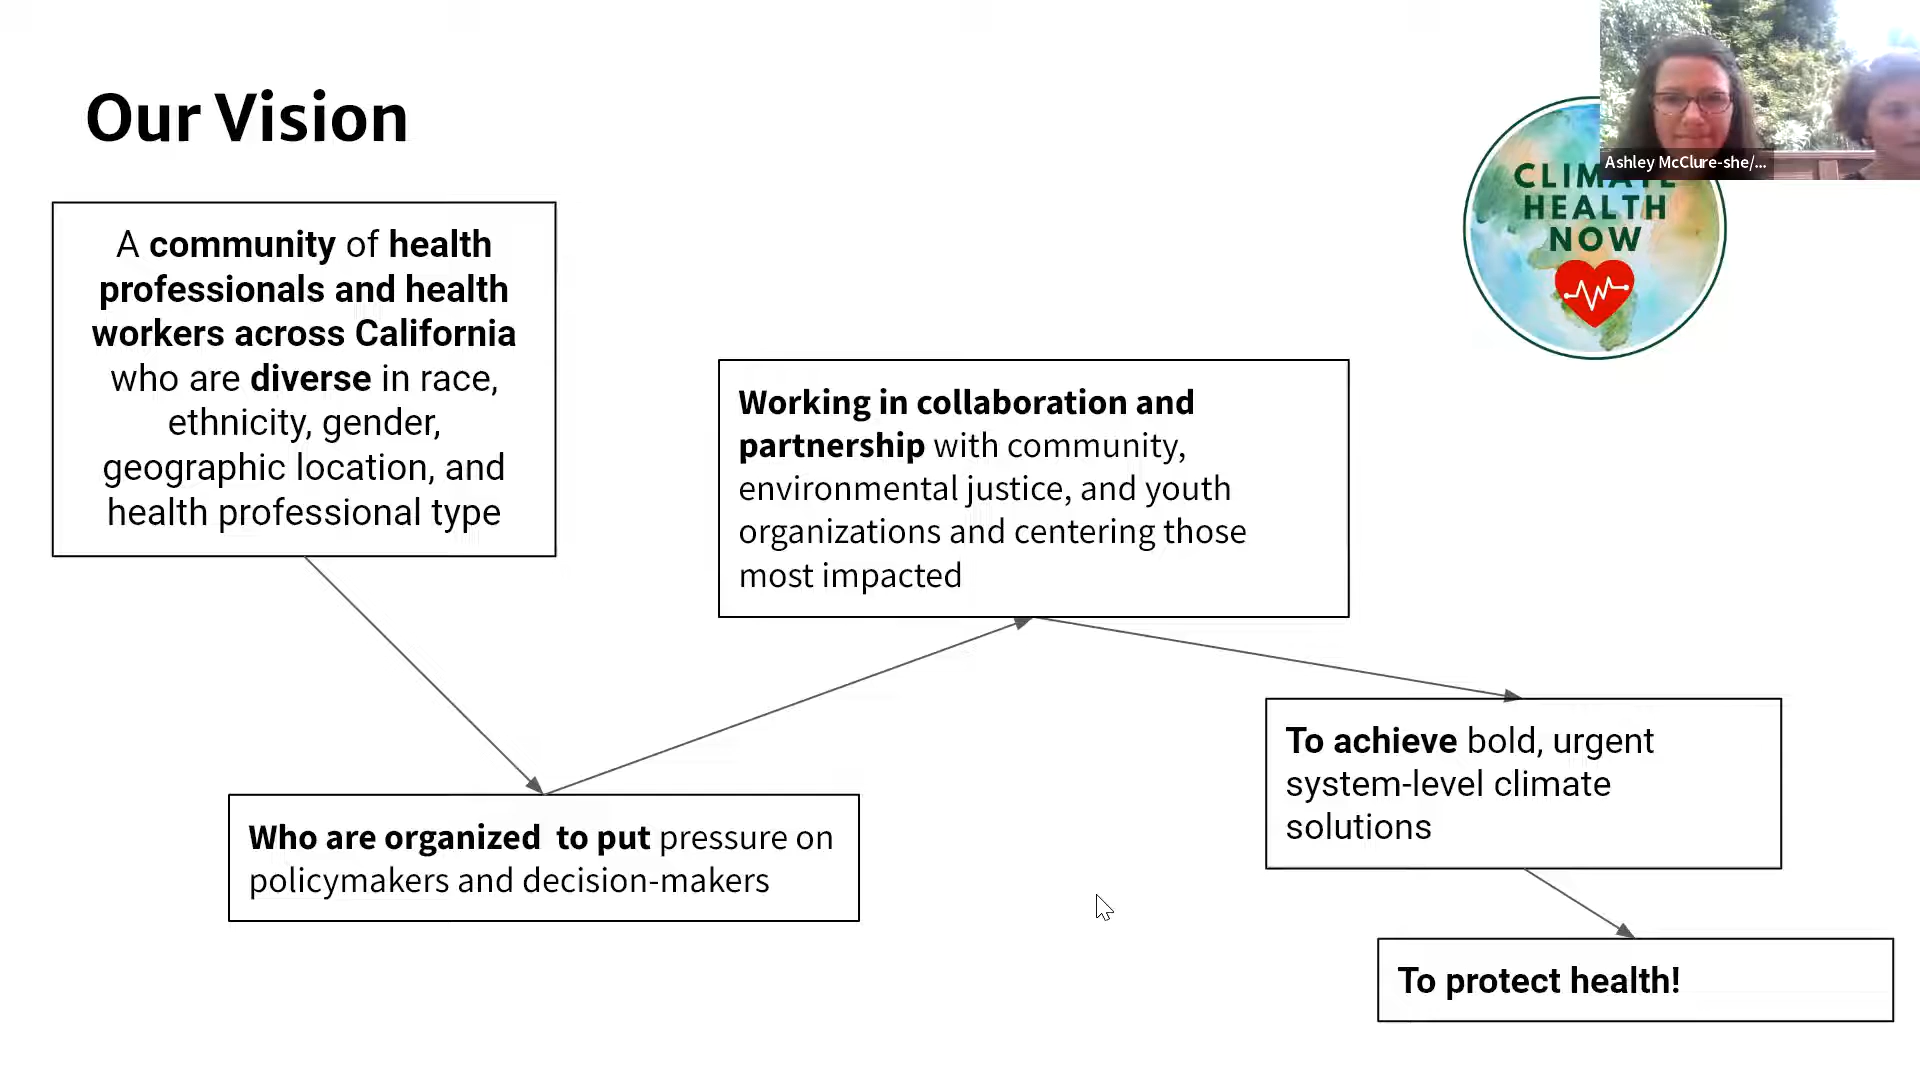 Our Vision
A community of health
professionals and health
workers across California
who are diverse in race,
ethnicity, gender,
geographic location, and
health professional type
Who are organized  to put pressure on
policymakers and decision-makers
Working in collaboration and
partnership with community,
environmental justice, and youth
organizations and centering those
most impacted
To achieve bold, urgent
system-level climate
solutions
To protect health!
CLIMATE
HEALTH
NOW
Ashley McClure-she/...